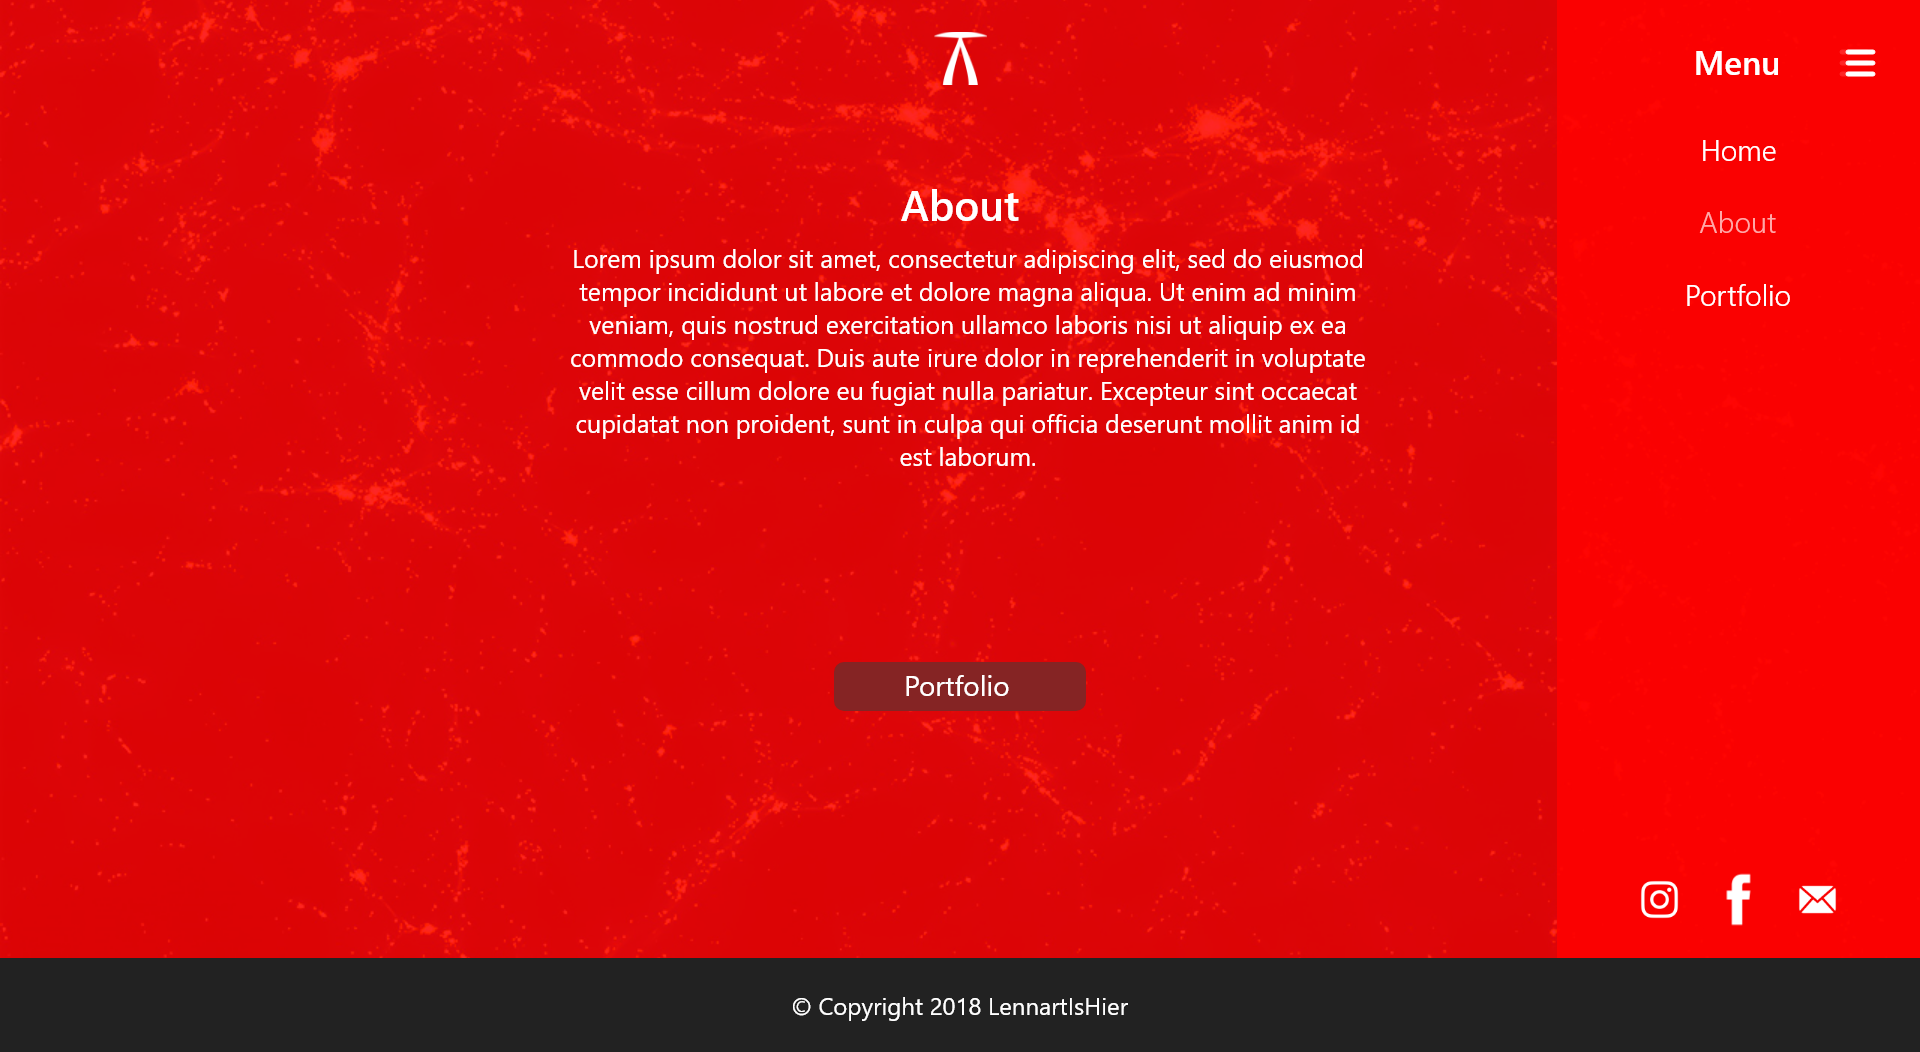 Menu
Home
About
Portfolio
About
Lorem ipsum dolor sit amet, consectetur adipiscing elit, sed do eiusmod
tempor incididunt ut labore et dolore magna aliqua. Ut enim ad minim
veniam, quis nostrud exercitation ullamco laboris nisi ut aliquip ex ea
commodo consequat. Duis aute irure dolor in reprehenderit in voluptate
velit esse cillum dolore eu fugiat nulla pariatur. Excepteur sint occaecat
cupidatat non proident, sunt in culpa qui officia deserunt mollit anim id
est laborum.
Portfolio
© Copyright 2018 LennartIsHier